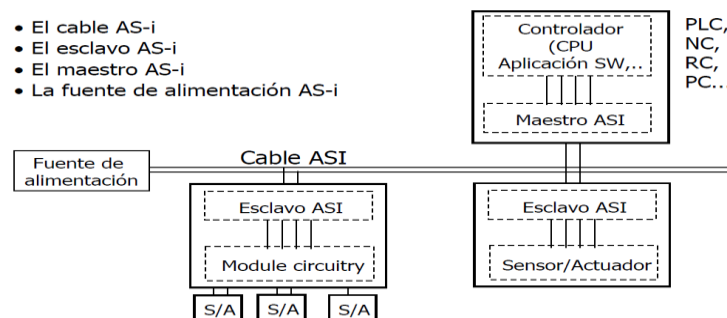 • El cable AS-i
• El esclavo AS-i
• El maestro AS-i
• La fuente de alimentación AS-i
Controlador
(CPU
Aplicación SW,..
Maestro ASI
PLC,
NC,
RC,
PC...
Fuente de
alimentación
Cable ASI
Esclavo ASI
Module circuitry
S/A
S/A
S/A
Esclavo ASI
Sensor/Actuador